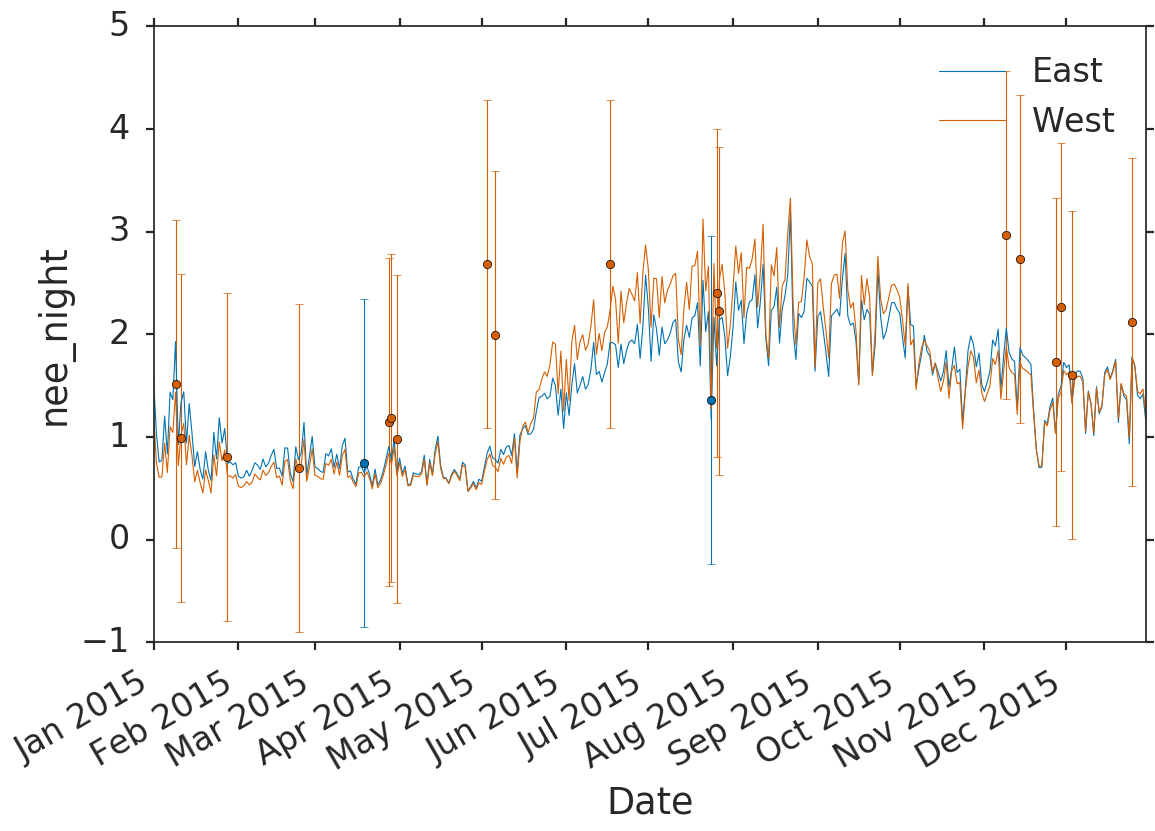 5
4
3
2
1
0
−1
nee_night
East
West
Jan 2015
Feb 2015
Mar 2015
Apr 2015
May 2015
Jun 2015
Jul 2015
Aug 2015
Sep 2015
Oct 2015
Nov 2015
Dec 2015
Date